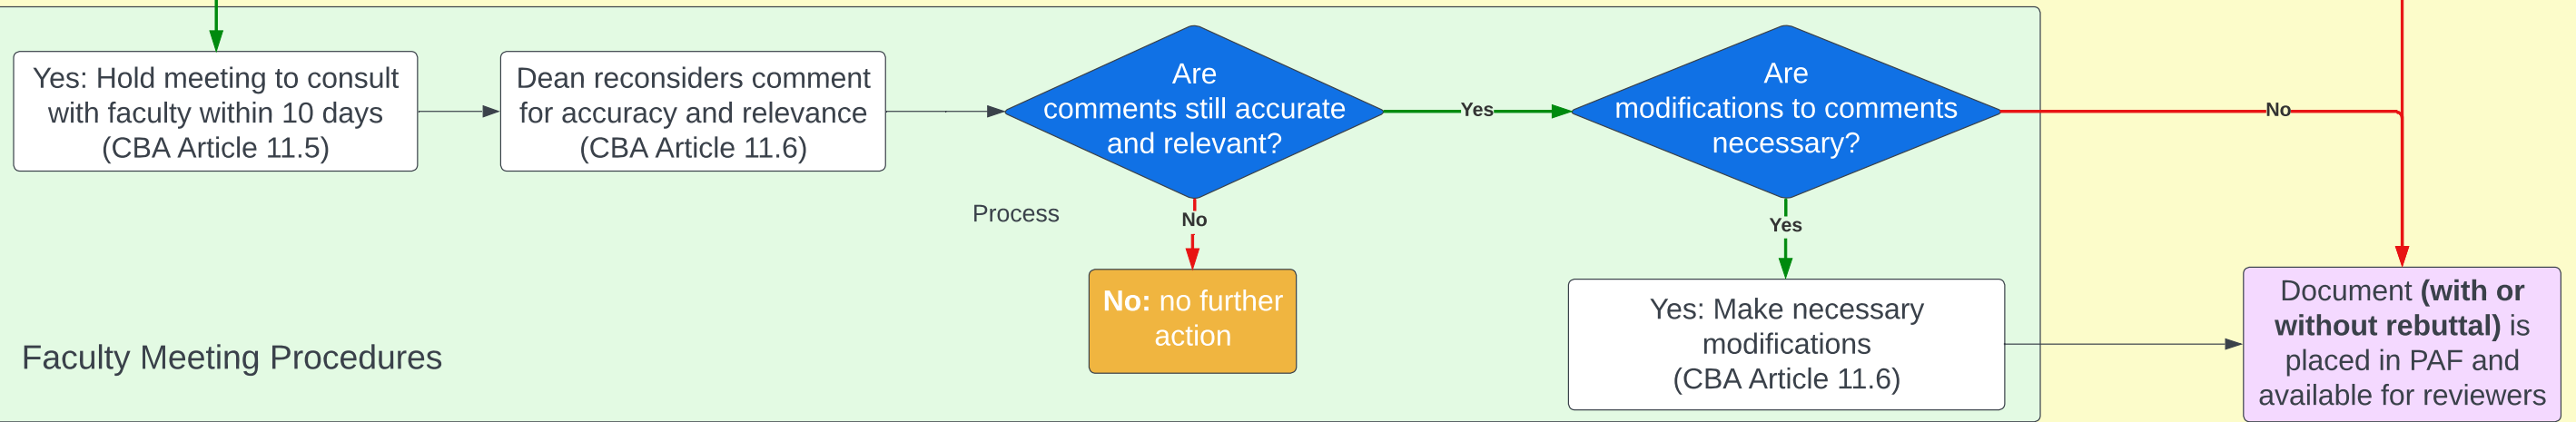 Yes: Hold meeting to consult
with faculty within 10 days
(CBA Article 11.5)
Dean reconsiders comment
for accuracy and relevance
(CBA Article 11.6)
Are
comments still accurate
and relevant?
Yes
Are
modifications to comments
necessary?
No
Process
No
Yes
No: no further
action
Yes: Make necessary
modifications
(CBA Article 11.6)
Document (with or
without rebuttal) is
placed in PAF and
available for reviewers
Faculty Meeting Procedures